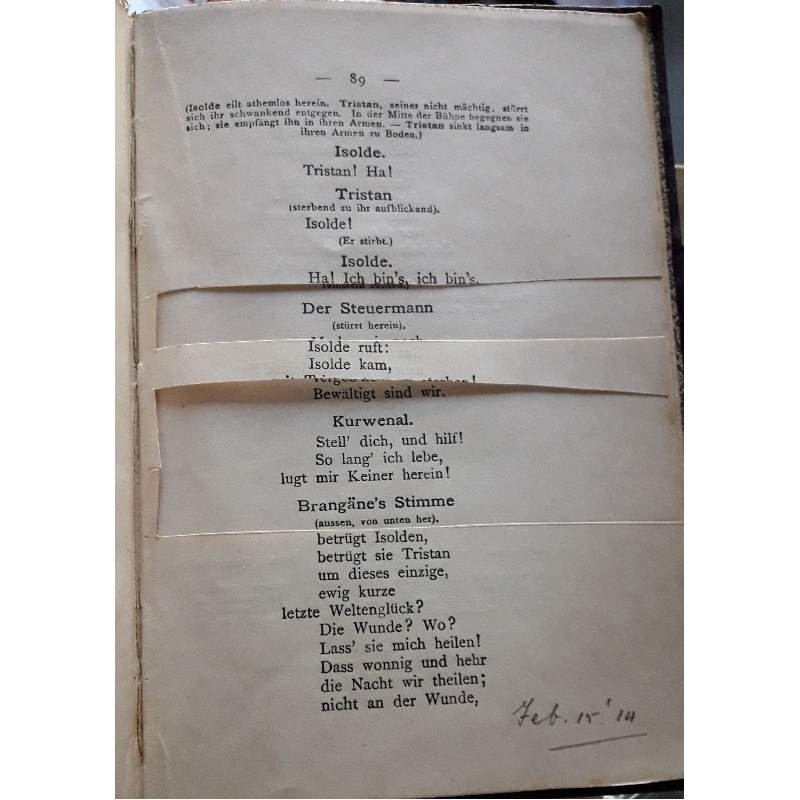 — 89 —
(Isolde eilt athemlos herein. Tristan, seiner nicht mächtig, stürzt
sich ihr schwankend entgegen. In der Mitte der Bühne begegnen sie
sich; sie empfängt ihn in ihren Armen. — Tristan sinkt langsam in
ihren Armen zu Boden.)
Isolde.
Tristan! Ha!
Tristan
(sterbend zu ihr aufblickend).
Isolde!
(Er stirbt.)
Isolde.
Ha! Ich bin's, ich bin's.
Der Steuermann
(stürzt herein).
Isolde ruft:
Isolde kam,
Bewältigt sind wir.
Kurwenal.
Stell' dich, und hilf!
So lang' ich lebe,
lugt mir Keiner herein!
Brangäne's Stimme
(aussen, von unten her).
betrügt Isolden,
betrügt sie Tristan
um dieses einzige,
ewig kurze
letzte Weltenglück?
Die Wunde? Wo?
Lass' sie mich heilen!
Dass wonnig und hehr
die Nacht wir theilen;
nicht an der Wunde,
Feb. 15' 14